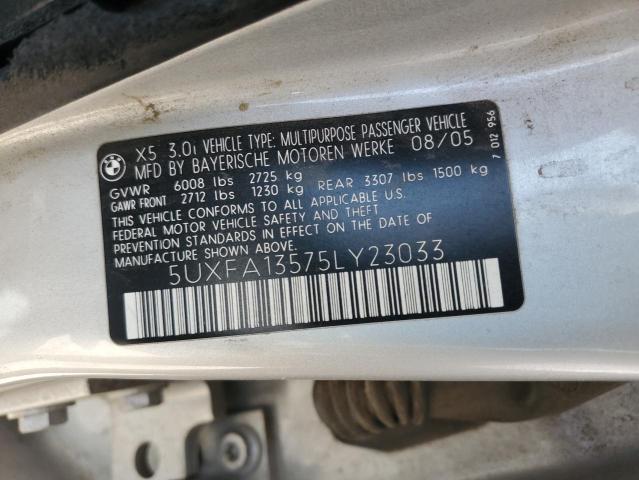 BMW
X5 3.0i VEHICLE TYPE: MULTIPURPOSE PASSENGER VEHICLE
MFD BY BAYERISCHE MOTOREN WERKE 08/05
GVWR 6008 lbs 2725 kg
GAWR FRONT 2712 lbs 1230 kg REAR 3307 lbs 1500 kg
THIS VEHICLE CONFORMS TO ALL APPLICABLE U.S.
FEDERAL MOTOR VEHICLE SAFETY AND THEFT
PREVENTION STANDARDS IN EFFECT ON THE DATE OF
MANUFACTURE SHOWN ABOVE.
5UXFA13575LY23033
7 012 956